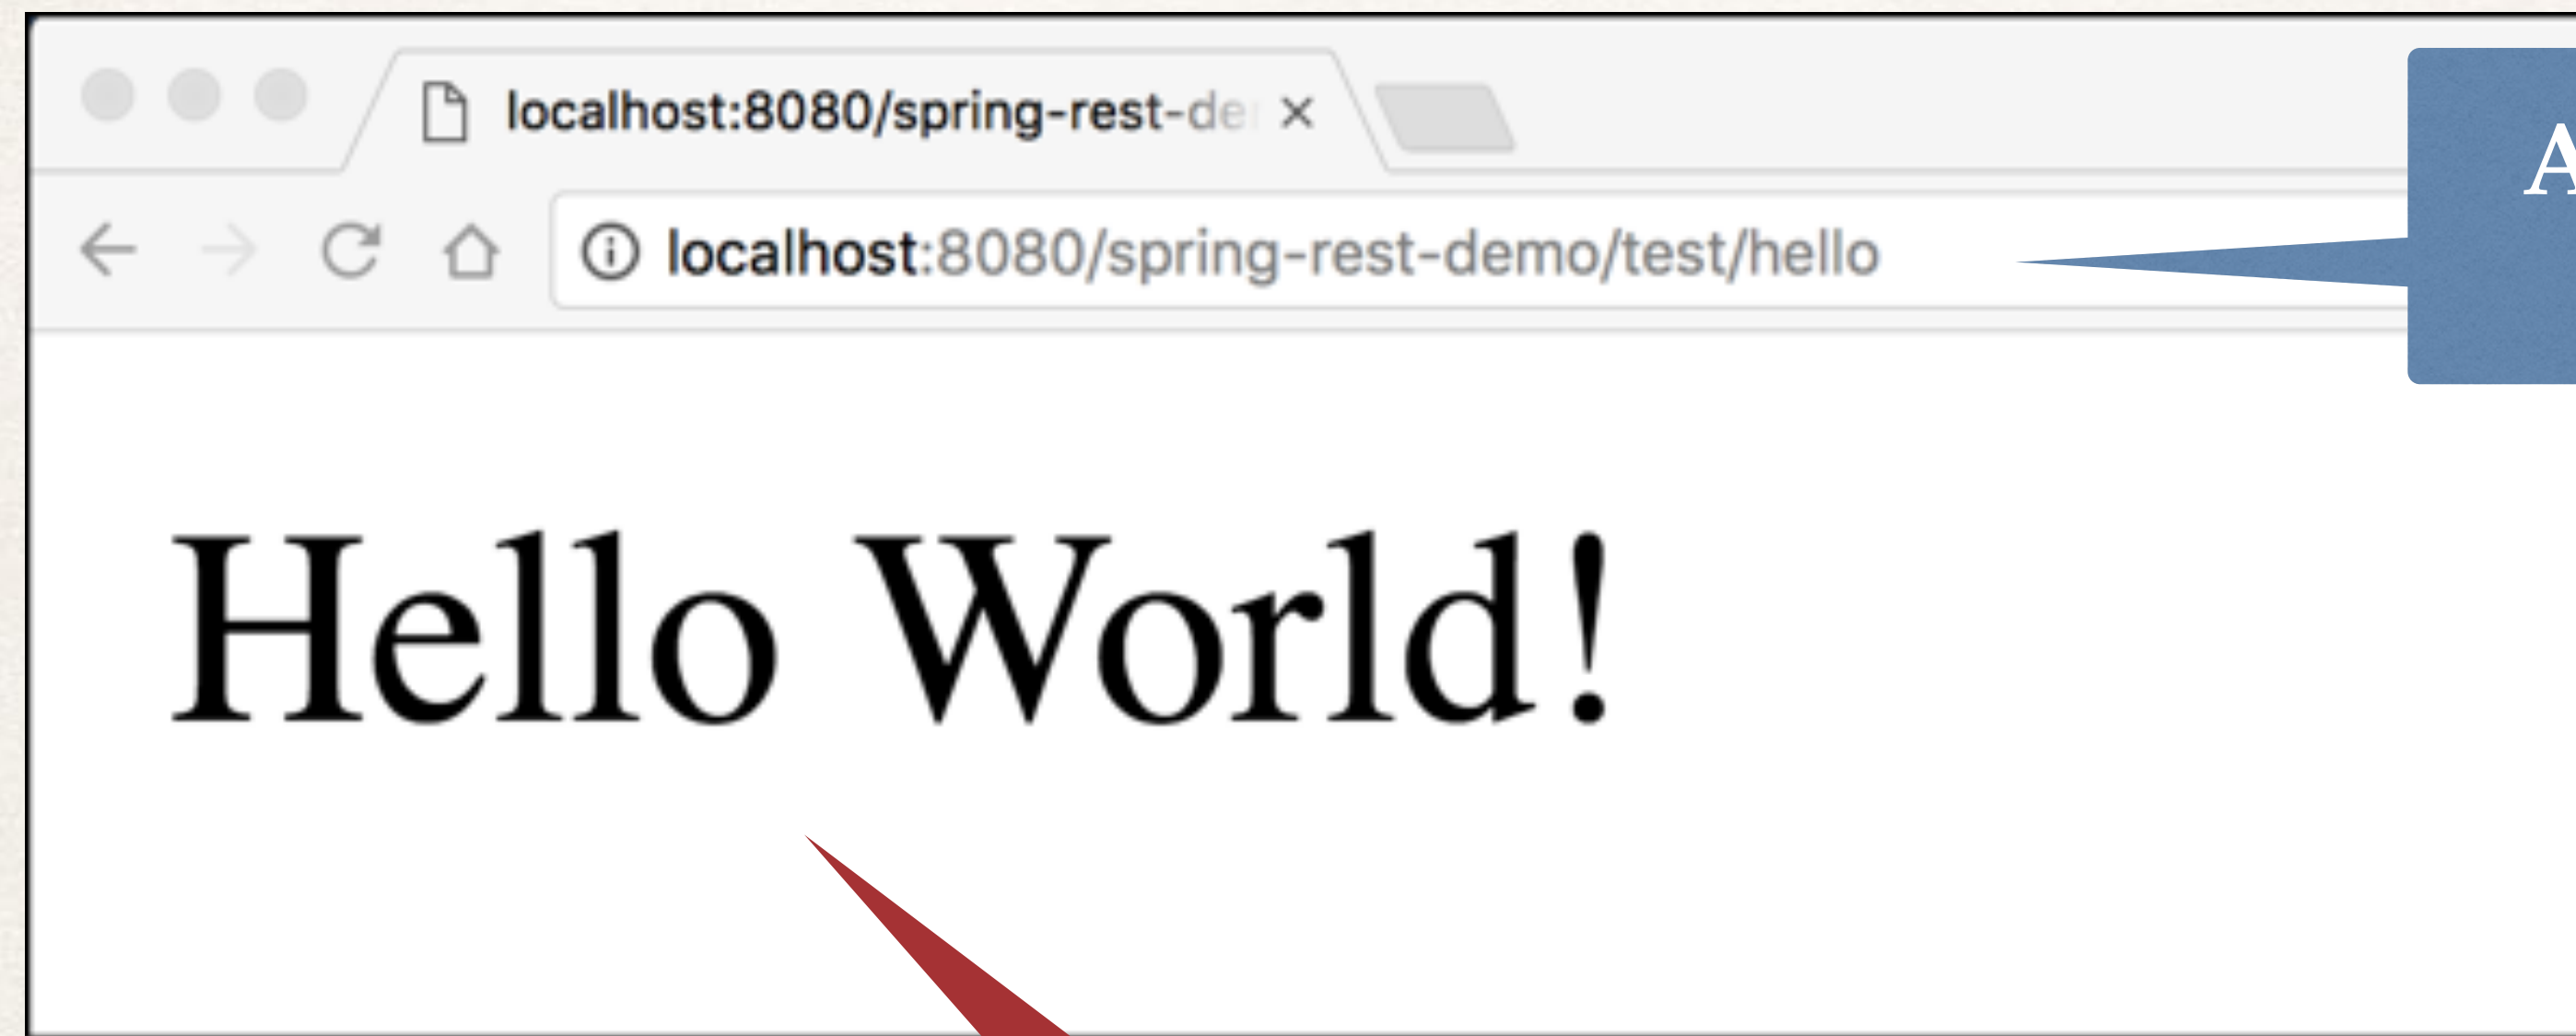 localhost:8080/spring-rest-de
localhost:8080/spring-rest-demo/test/hello
A
Hello World!